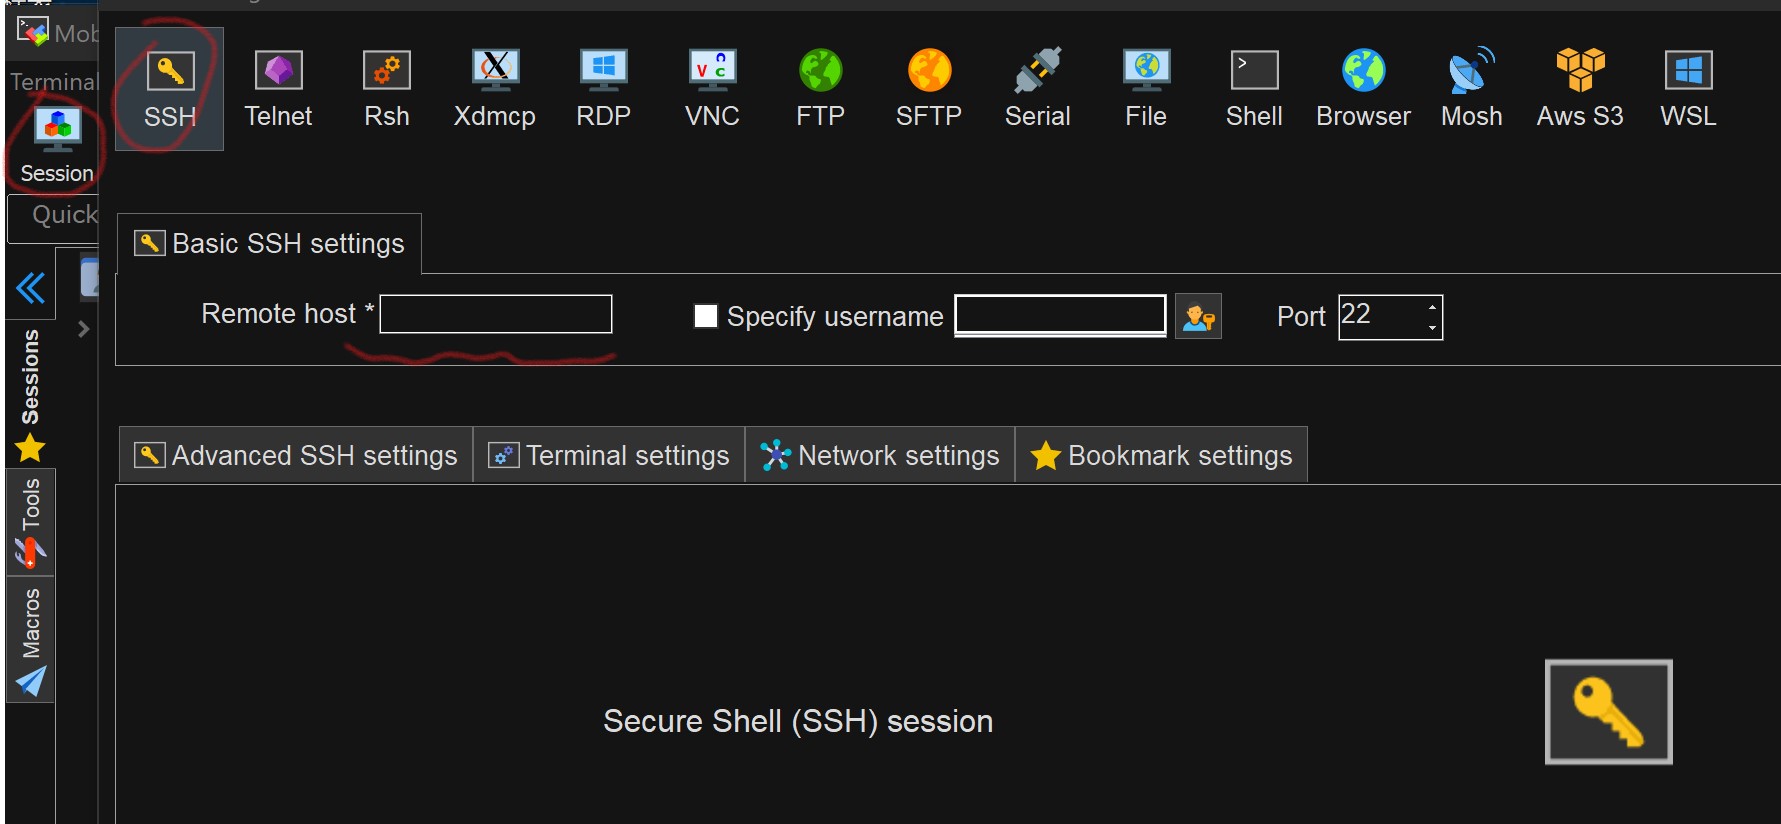 Mob
Terminal
Session
Quick
Sessions
Tools
Macros
SSH
Telnet
Rsh
Xdmcp
RDP
VNC
FTP
SFTP
Serial
File
Shell
Browser
Mosh
Aws S3
WSL
Basic SSH settings
Remote host *
Specify username
Port 22
Advanced SSH settings
Terminal settings
Network settings
Bookmark settings
Secure Shell (SSH) session